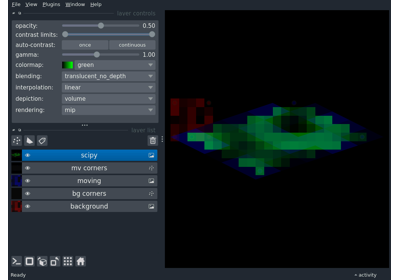 File View Plugins Window Help
layer controls
opacity: 0.50
contrast limits:
auto-contrast: once continuous
gamma: 1.00
colormap: green
blending: translucent_no_depth
interpolation: linear
depiction: volume
rendering: mip
layer list
scipy
mv corners
moving
bg corners
background
Ready activity